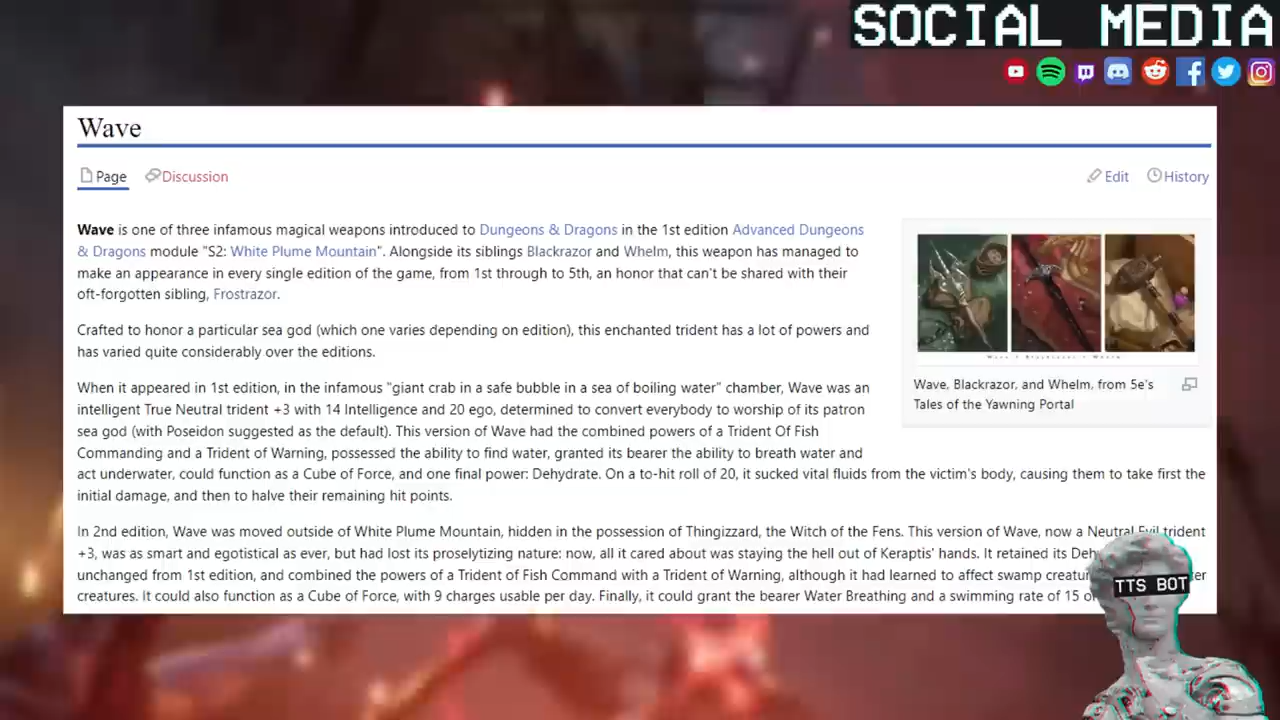 SOCIAL MEDIA
Wave
Page Discussion Edit History
Wave is one of three infamous magical weapons introduced to Dungeons & Dragons in the 1st edition Advanced Dungeons
& Dragons module "S2: White Plume Mountain". Alongside its siblings Blackrazor and Whelm, this weapon has managed to
make an appearance in every single edition of the game, from 1st through to 5th, an honor that can't be shared with their
oft-forgotten sibling, Frostrazor.
Crafted to honor a particular sea god (which one varies depending on edition), this enchanted trident has a lot of powers and
has varied quite considerably over the editions.
When it appeared in 1st edition, in the infamous "giant crab in a safe bubble in a sea of boiling water" chamber, Wave was an
intelligent True Neutral trident +3 with 14 Intelligence and 20 ego, determined to convert everybody to worship of its patron
sea god (with Poseidon suggested as the default). This version of Wave had the combined powers of a Trident Of Fish
Commanding and a Trident of Warning, possessed the ability to find water, granted its bearer the ability to breath water and
act underwater, could function as a Cube of Force, and one final power: Dehydrate. On a to-hit roll of 20, it sucked vital fluids from the victim's body, causing them to take first the
initial damage, and then to halve their remaining hit points.
Wave • Blackrazor • Whelm
Wave, Blackrazor, and Whelm, from 5e's
Tales of the Yawning Portal
In 2nd edition, Wave was moved outside of White Plume Mountain, hidden in the possession of Thingizzard, the Witch of the Fens. This version of Wave, now a Neutral Evil trident
+3, was as smart and egotistical as ever, but had lost its proselytizing nature: now, all it cared about was staying the hell out of Keraptis' hands. It retained its Deh
unchanged from 1st edition, and combined the powers of a Trident of Fish Command with a Trident of Warning, although it had learned to affect swamp creatur er
creatures. It could also function as a Cube of Force, with 9 charges usable per day. Finally, it could grant the bearer Water Breathing and a swimming rate of 15 o
TTS BOT